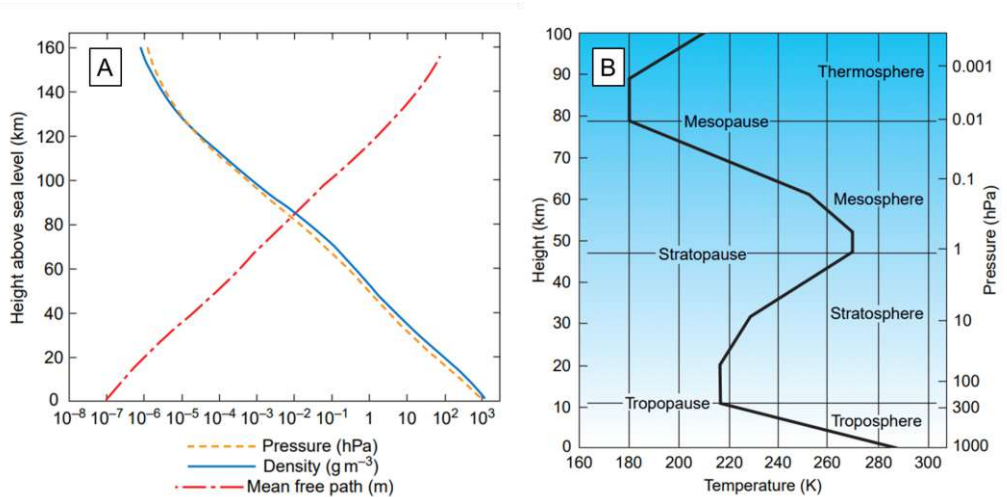 A
Height above sea level (km)
160
140
120
100
80
60
40
20
0
10⁻⁸ 10⁻⁷ 10⁻⁶ 10⁻⁵ 10⁻⁴ 10⁻³ 10⁻² 10⁻¹ 1 10 10² 10³
Pressure (hPa)
Density (g m⁻³)
Mean free path (m)
B
Height (km)
100
90
80
70
60
50
40
30
20
10
0
Thermosphere
Mesopause
Mesosphere
Stratopause
Stratosphere
Tropopause
Troposphere
0.001
0.01
0.1
1
10
100
300
1000
Pressure (hPa)
160 180 200 220 240 260 280 300
Temperature (K)